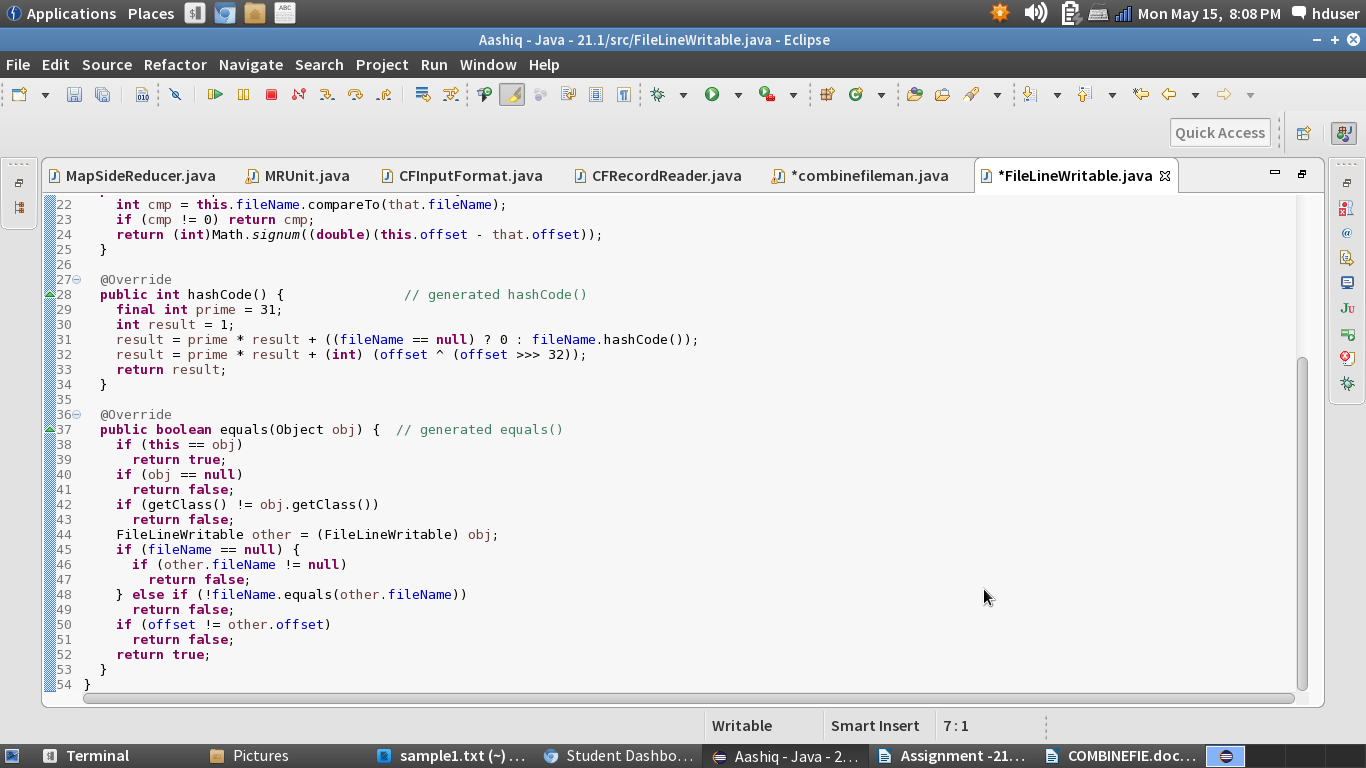 Applications Places Mon May 15, 8:08 PM hduser
Aashiq - Java - 21.1/src/FileLineWritable.java - Eclipse
File Edit Source Refactor Navigate Search Project Run Window Help
Quick Access
MapSideReducer.java MRUnit.java CFInputFormat.java CFRecordReader.java *combinefileman.java *FileLineWritable.java
22 int cmp = this.fileName.compareTo(that.fileName);
23 if (cmp != 0) return cmp;
24 return (int)Math.signum((double)(this.offset - that.offset));
25 }
26
27 @Override
28 public int hashCode() { // generated hashCode()
29 final int prime = 31;
30 int result = 1;
31 result = prime * result + ((fileName == null) ? 0 : fileName.hashCode());
32 result = prime * result + (int) (offset ^ (offset >>> 32));
33 return result;
34 }
35
36 @Override
37 public boolean equals(Object obj) { // generated equals()
38 if (this == obj)
39 return true;
40 if (obj == null)
41 return false;
42 if (getClass() != obj.getClass())
43 return false;
44 FileLineWritable other = (FileLineWritable) obj;
45 if (fileName == null) {
46 if (other.fileName != null)
47 return false;
48 } else if (!fileName.equals(other.fileName))
49 return false;
50 if (offset != other.offset)
51 return false;
52 return true;
53 }
54 }
Writable Smart Insert 7 : 1
Terminal Pictures sample1.txt (~) ... Student Dashbo... Aashiq - Java - 2... Assignment -21... COMBINEFIE.doc...